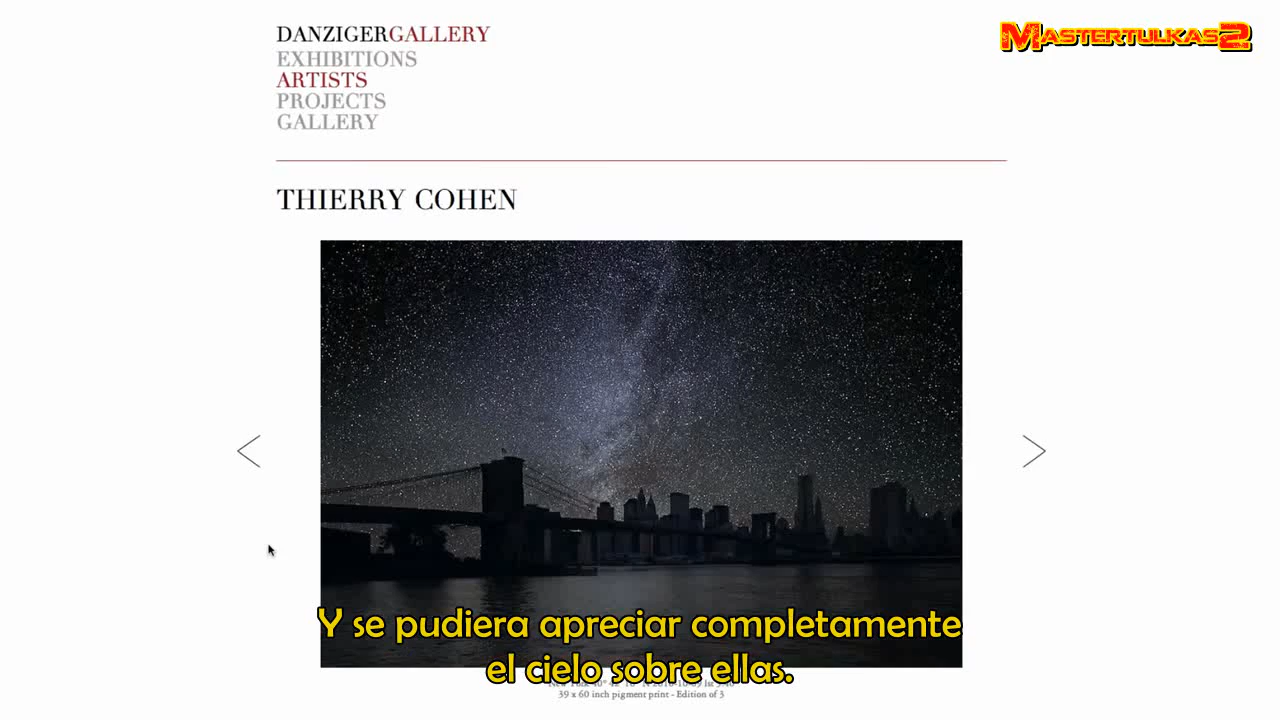 DANZIGERGALLERY
MASTERTULKAS2
EXHIBITIONS
ARTISTS
PROJECTS
GALLERY
THIERRY COHEN
Y se pudiera apreciar completamente
el cielo sobre ellas.
39 x 60 inch pigment print - Edition of 3